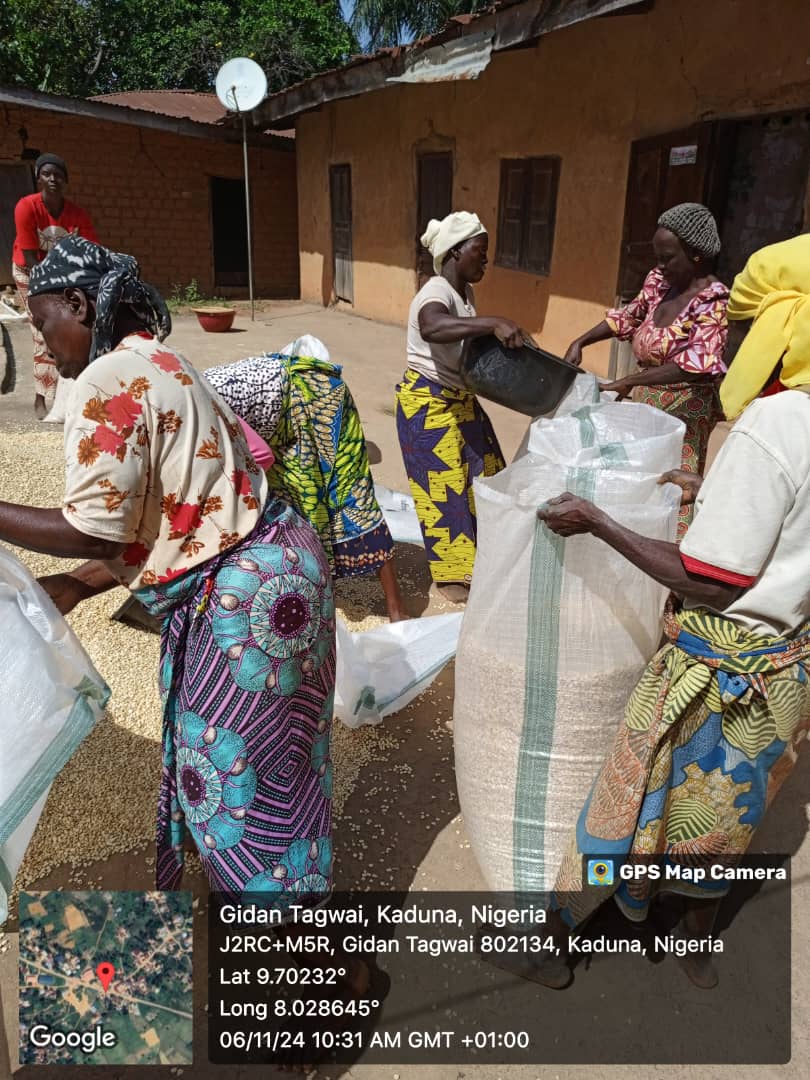 GPS Map Camera
Gidan Tagwai, Kaduna, Nigeria
J2RC+M5R, Gidan Tagwai 802134, Kaduna, Nigeria
Lat 9.70232°
Long 8.028645°
06/11/24 10:31 AM GMT +01:00
Google